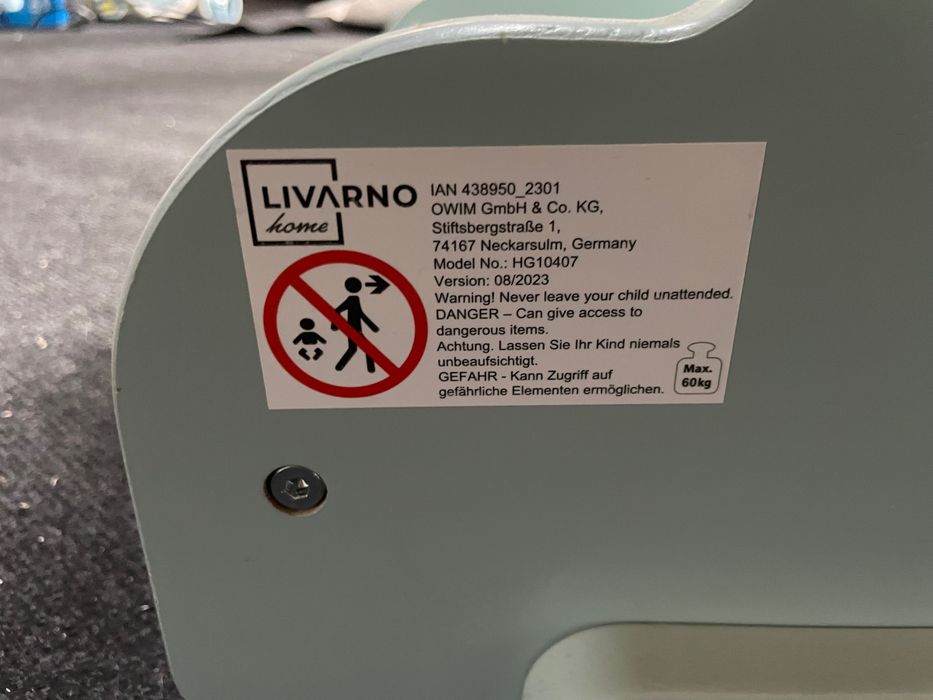 LIVARNO
home
IAN 438950_2301
OWIM GmbH & Co. KG,
Stiftsbergstraße 1,
74167 Neckarsulm, Germany
Model No.: HG10407
Version: 08/2023
Warning! Never leave your child unattended.
DANGER – Can give access to
dangerous items.
Achtung. Lassen Sie Ihr Kind niemals
unbeaufsichtigt.
GEFAHR - Kann Zugriff auf
gefährliche Elementen ermöglichen.
Max.
60kg